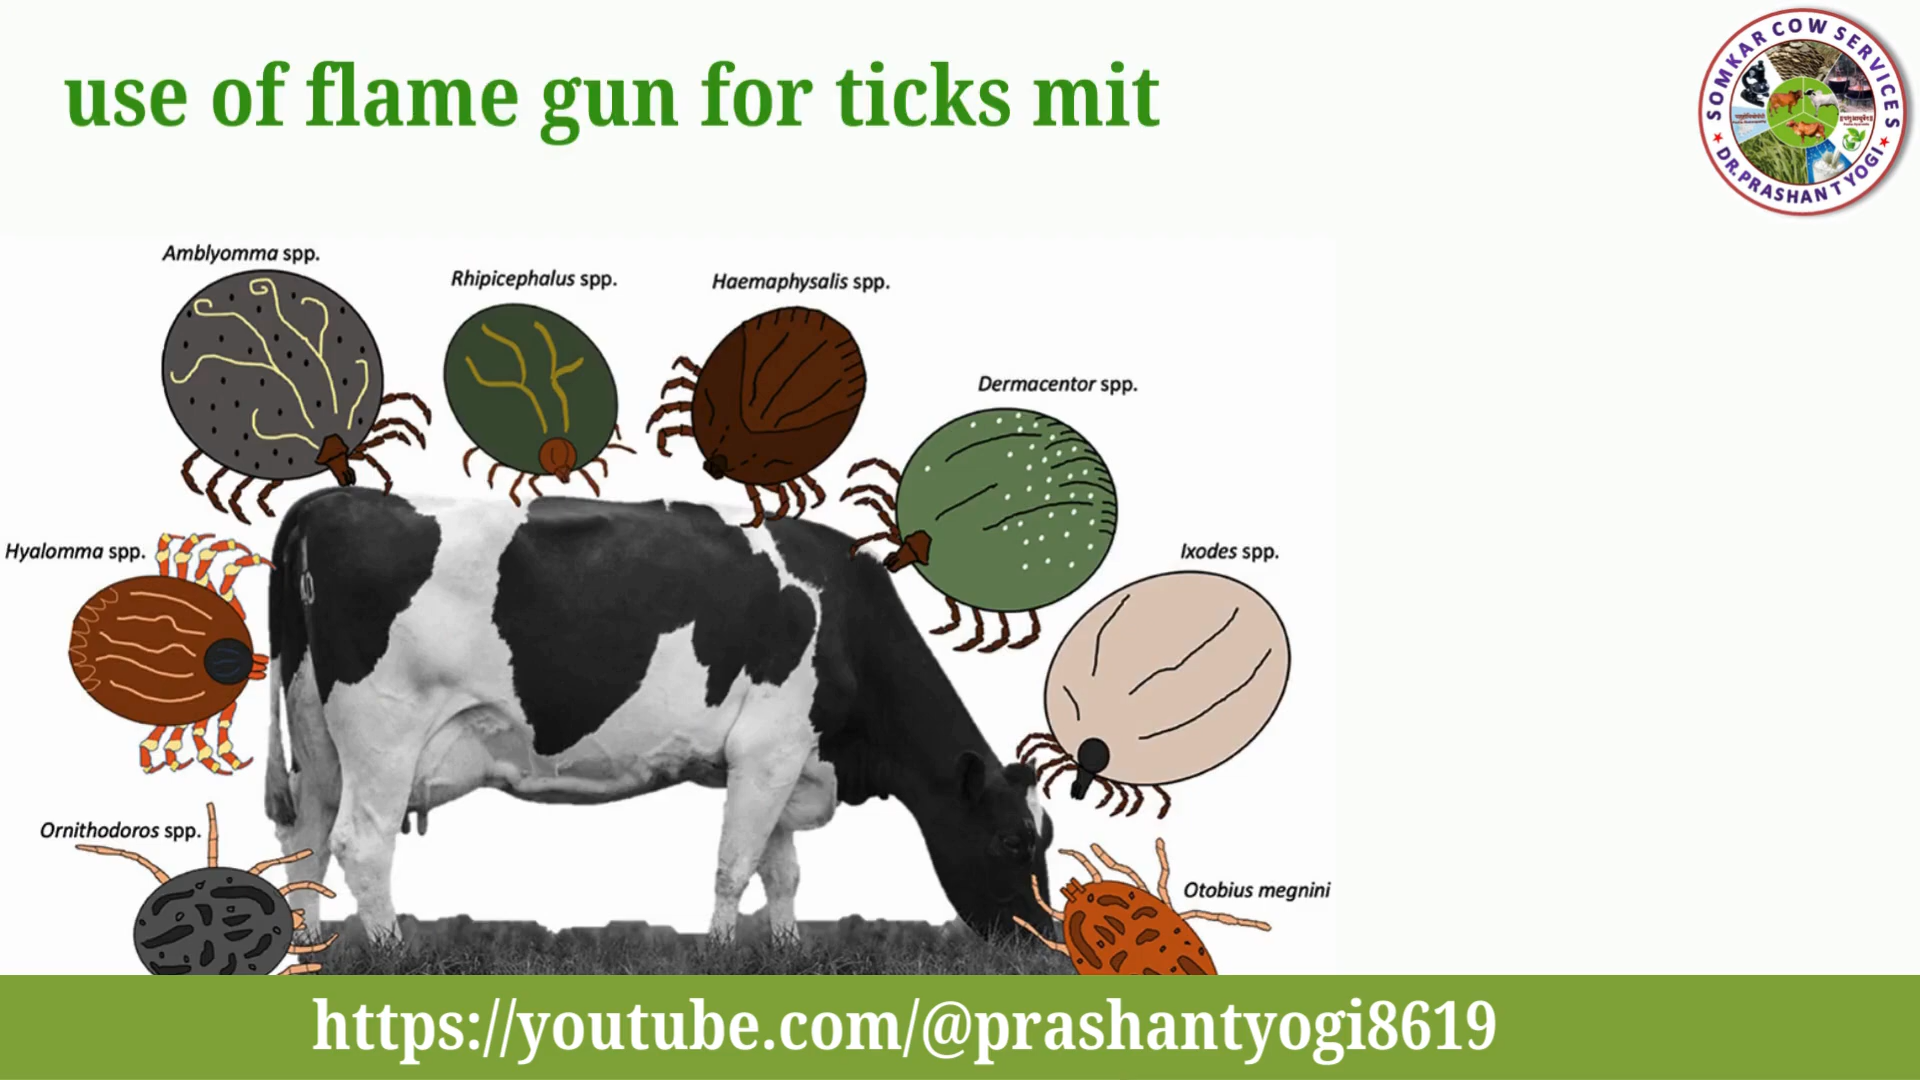 use of flame gun for ticks mit
SOMKAR COW SERVICES
DR. PRASHANT YOGI
Amblyomma spp.
Rhipicephalus spp.
Haemaphysalis spp.
Dermacentor spp.
Hyalomma spp.
Ixodes spp.
Ornithodoros spp.
Otobius megnini
https://youtube.com/@prashantyogi8619